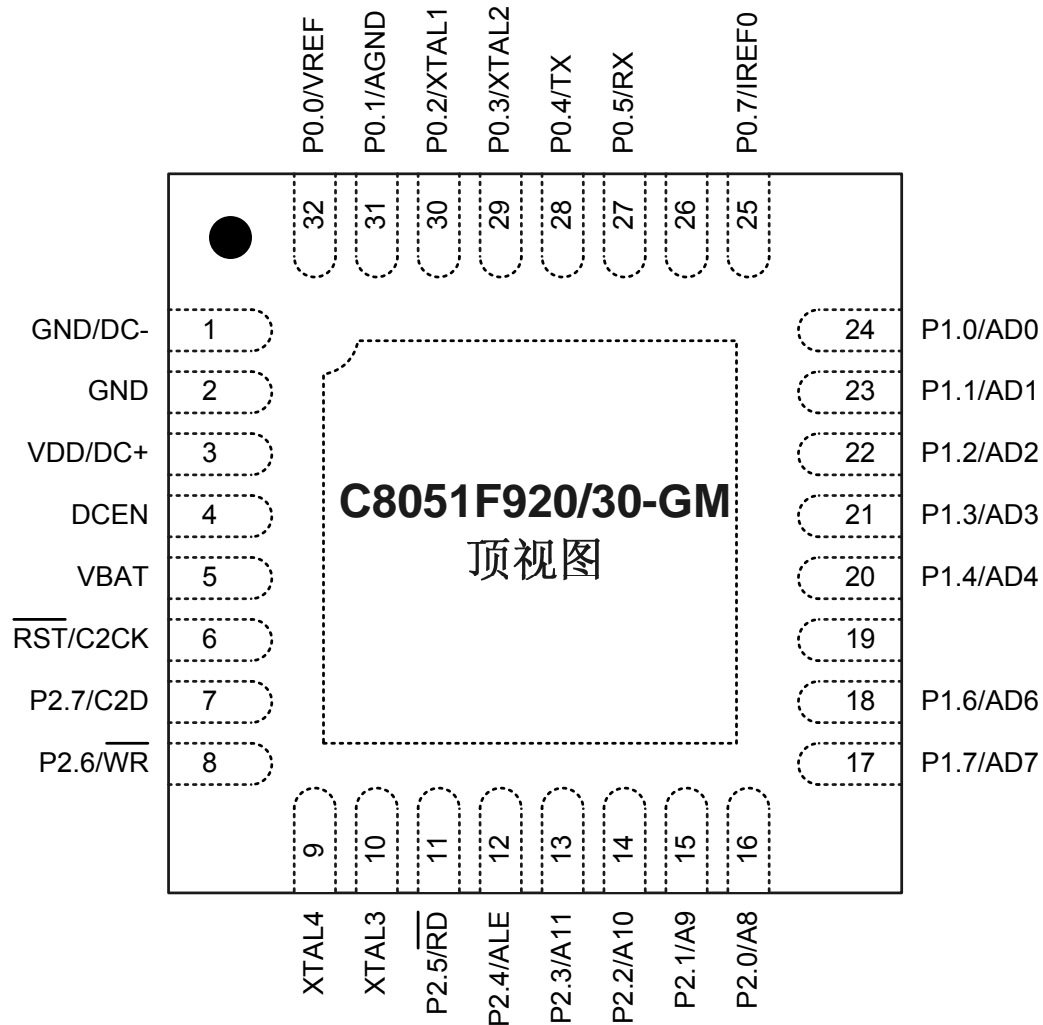 P0.0/VREF
P0.1/AGND
P0.2/XTAL1
P0.3/XTAL2
P0.4/TX
P0.5/RX
P0.7/IREF0
32
31
30
29
28
27
26
25
GND/DC-
1
GND
2
VDD/DC+
3
DCEN
4
VBAT
5
RST/C2CK
6
P2.7/C2D
7
P2.6/WR
8
C8051F920/30-GM
顶视图
24
P1.0/AD0
23
P1.1/AD1
22
P1.2/AD2
21
P1.3/AD3
20
P1.4/AD4
19
18
P1.6/AD6
17
P1.7/AD7
9
10
11
12
13
14
15
16
XTAL4
XTAL3
P2.5/RD
P2.4/ALE
P2.3/A11
P2.2/A10
P2.1/A9
P2.0/A8